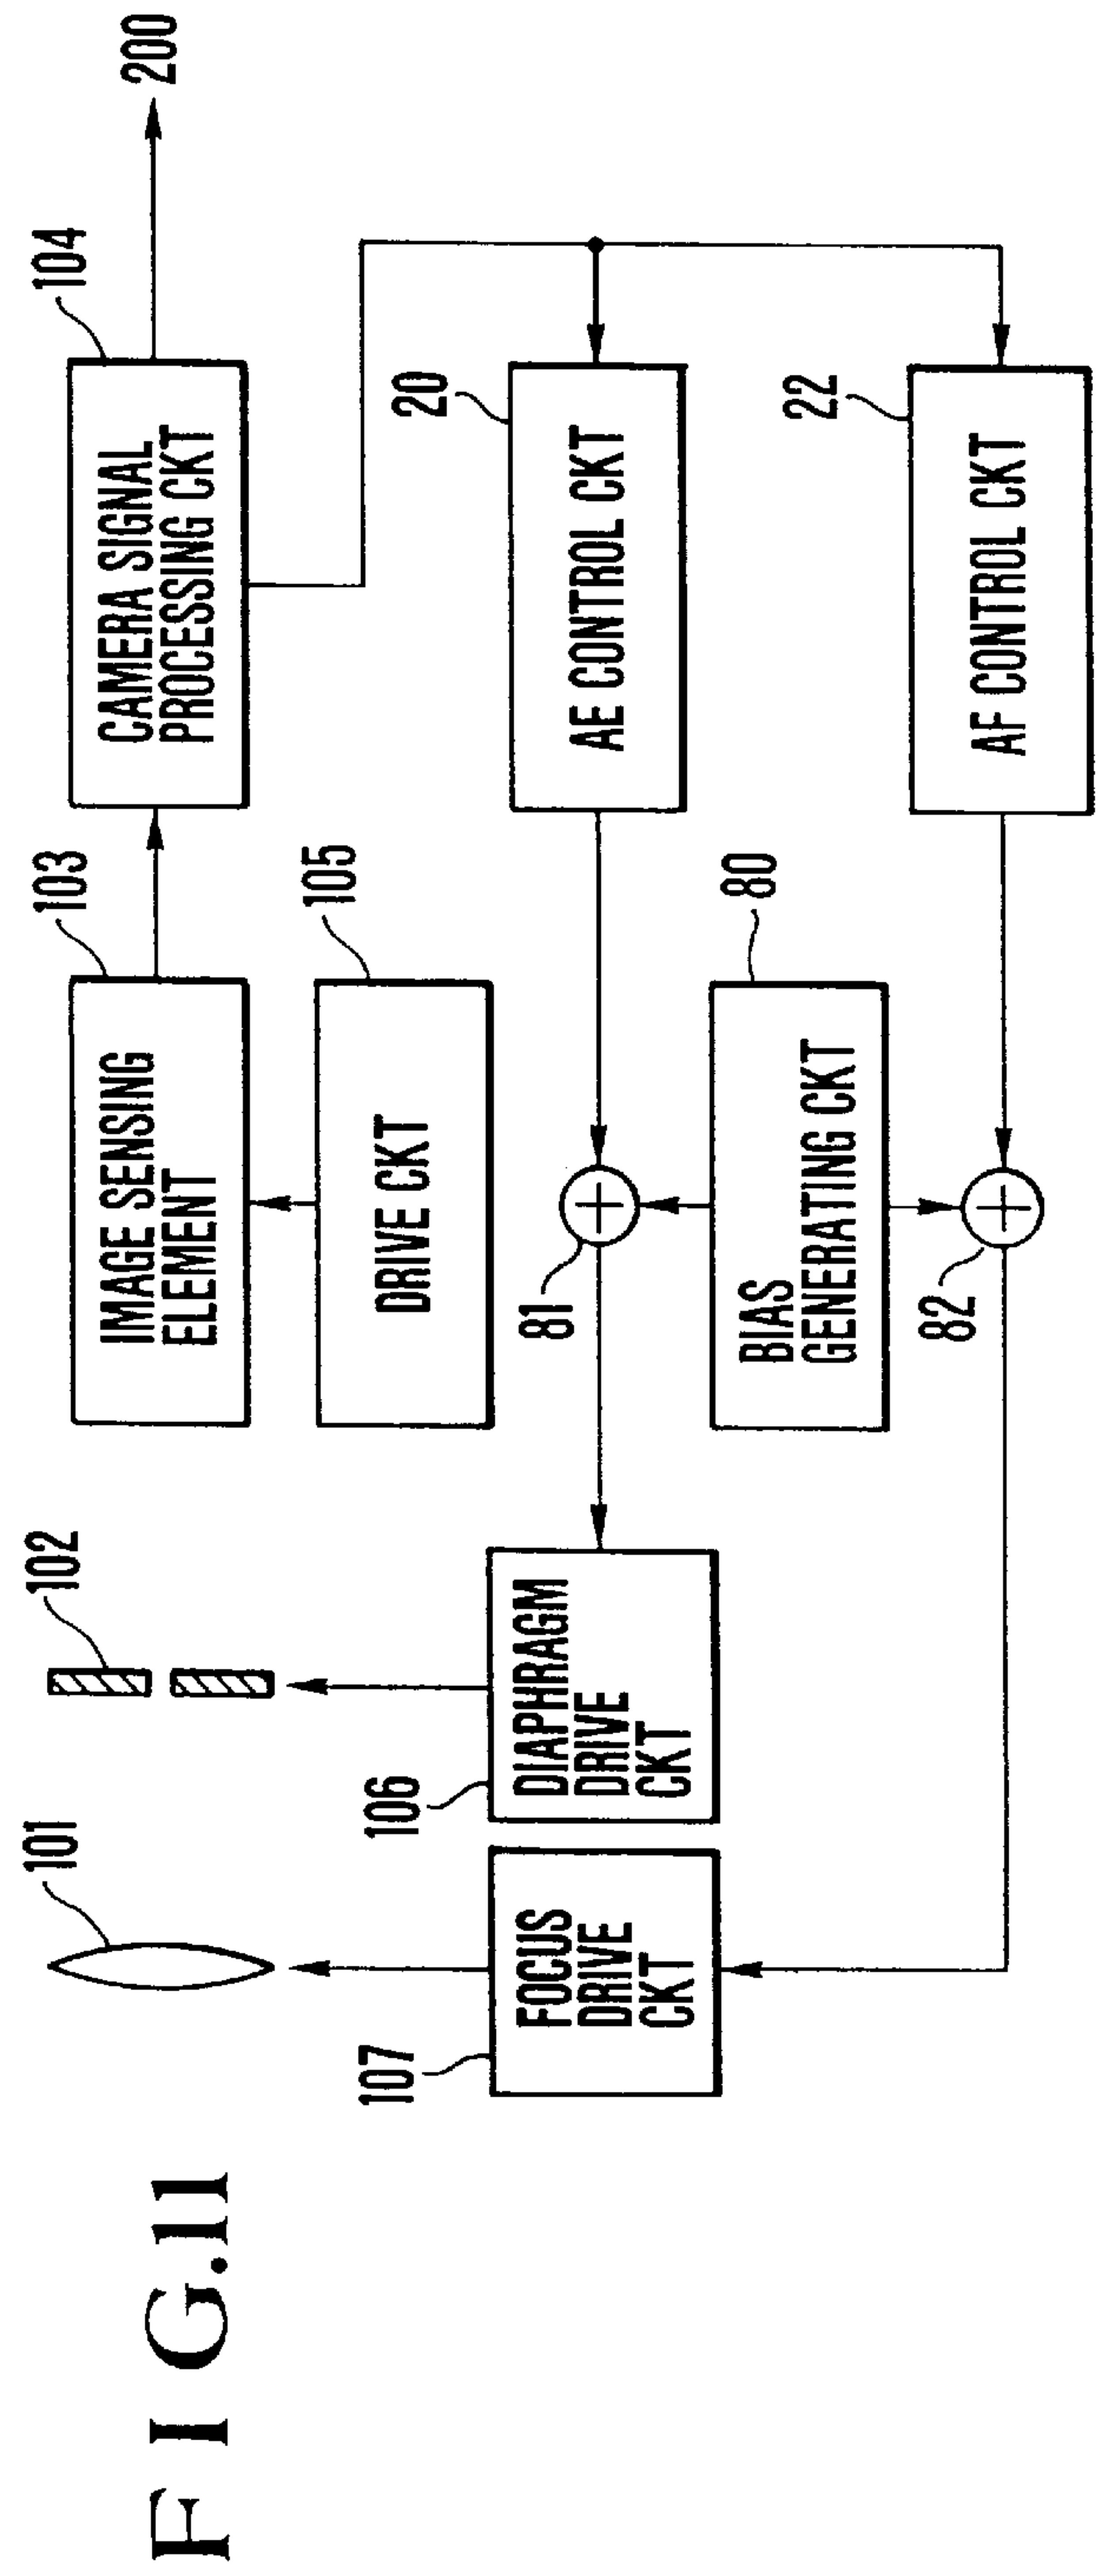 FIG.11
101
102
103
104
200
IMAGE SENSING
ELEMENT
CAMERA SIGNAL
PROCESSING CKT
105
DRIVE CKT
107
FOCUS
DRIVE
CKT
106
DIAPHRAGM
DRIVE
CKT
81
20
AE CONTROL CKT
80
BIAS
GENERATING CKT
82
22
AF CONTROL CKT